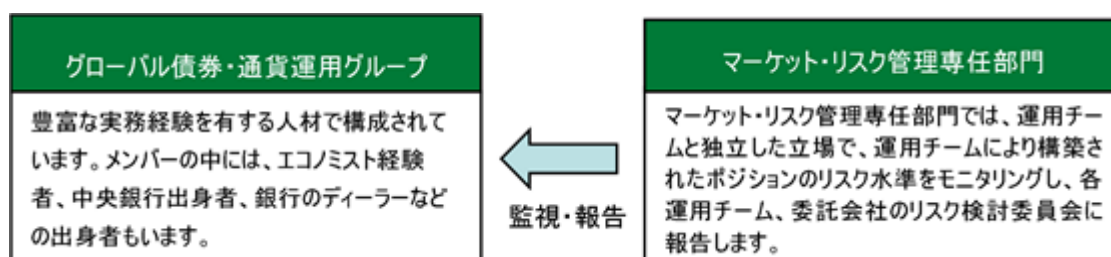 グローバル債券・通貨運用グループ
豊富な実務経験を有する人材で構成されて
います。メンバーの中には、エコノミスト経験
者、中央銀行出身者、銀行のディーラーなど
の出身者もいます。
監視・報告
マーケット・リスク管理専任部門
マーケット・リスク管理専任部門では、運用チー
ムと独立した立場で、運用チームにより構築さ
れたポジションのリスク水準をモニタリングし、各
運用チーム、委託会社のリスク検討委員会に
報告します。